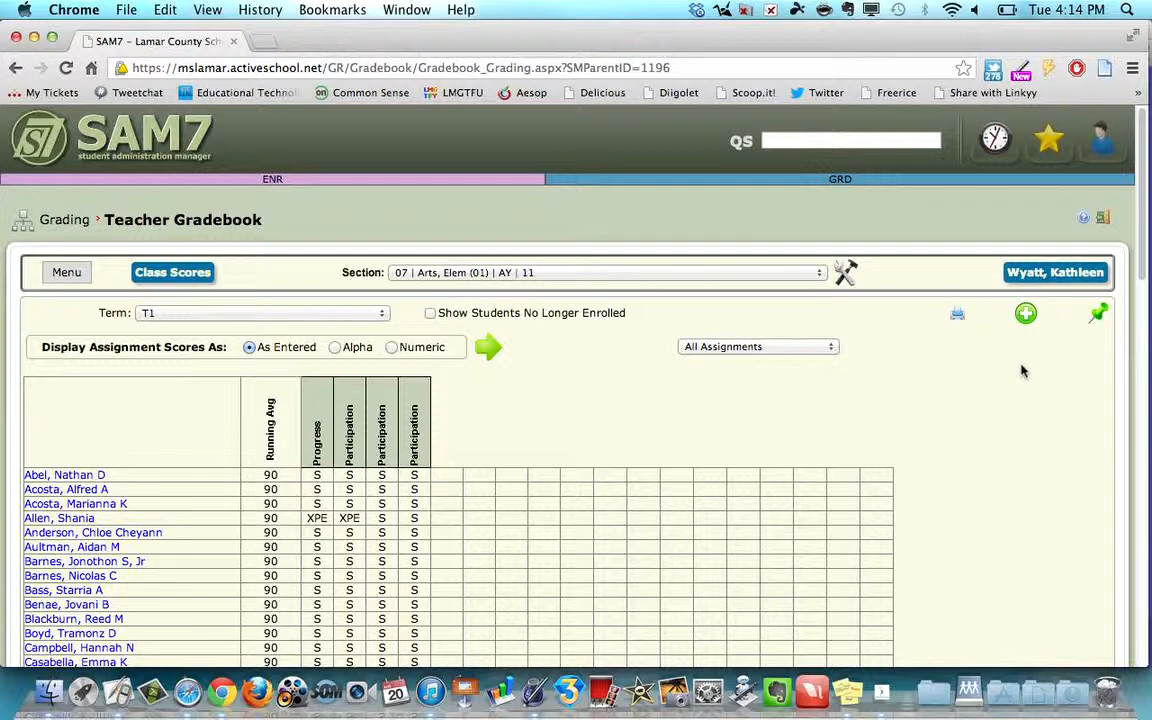 Chrome File Edit View History Bookmarks Window Help Tue 4:14 PM
SAM7 – Lamar County Sch
https://mslamar.activeschool.net/GR/Gradebook/Gradebook_Grading.aspx?SMParentID=1196
278 New
My Tickets Tweetchat Educational Techno Common Sense LMGTFU Aesop Delicious Diigolet Scoop.it! Twitter Freerice Share with Linkyy »
S7 SAM7 QS
student administration manager
ENR GRD
Grading › Teacher Gradebook
Menu Class Scores Section: 07 | Arts, Elem (01) | AY | 11 Wyatt, Kathleen
Term: T1 Show Students No Longer Enrolled
Display Assignment Scores As: As Entered Alpha Numeric All Assignments
Running Avg Progress Participation Participation Participation
Abel, Nathan D 90 S S S S
Acosta, Alfred A 90 S S S S
Acosta, Marianna K 90 S S S S
Allen, Shania 90 XPE XPE S S
Anderson, Chloe Cheyann 90 S S S S
Aultman, Aidan M 90 S S S S
Barnes, Jonothon S, Jr 90 S S S S
Barnes, Nicolas C 90 S S S S
Bass, Starria A 90 S S S S
Benae, Jovani B 90 S S S S
Blackburn, Reed M 90 S S S S
Boyd, Tramonz D 90 S S S S
Campbell, Hannah N 90 S S S S
Casabella, Emma K 90 S S S S
20 3